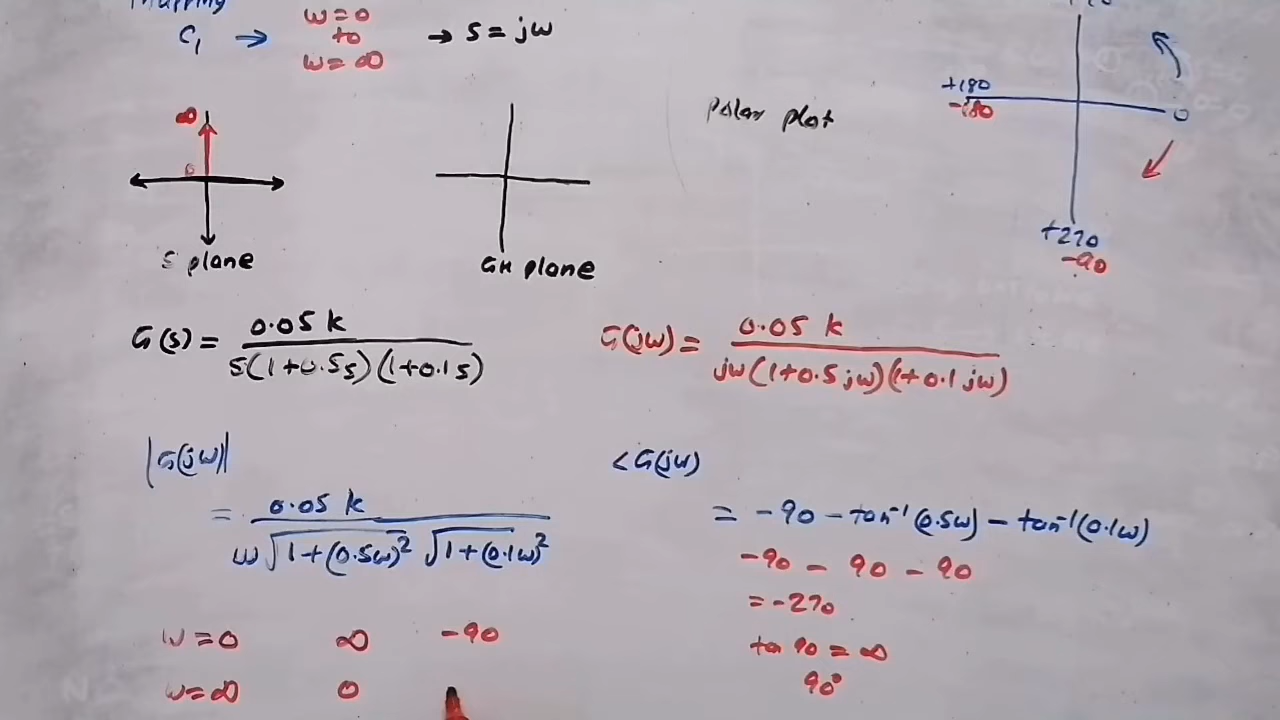 Mapping
C₁ → ω=0 to ω=∞ → S = jω
+180
-180
0
+270
-90
Polar plot
∞
0
S plane
GH plane
G(s) = 0.05 k / s(1+0.5s)(1+0.1s)
G(jω) = 0.05 k / jω(1+0.5jω)(1+0.1jω)
|G(jω)|
= 0.05 k / ω√1+(0.5ω)² √1+(0.1ω)²
<G(jω)
= -90 - tan⁻¹(0.5ω) - tan⁻¹(0.1ω)
-90 - 90 - 90
= -270
tan 90 = ∞
90°
ω=0 ∞ -90
ω=∞ 0